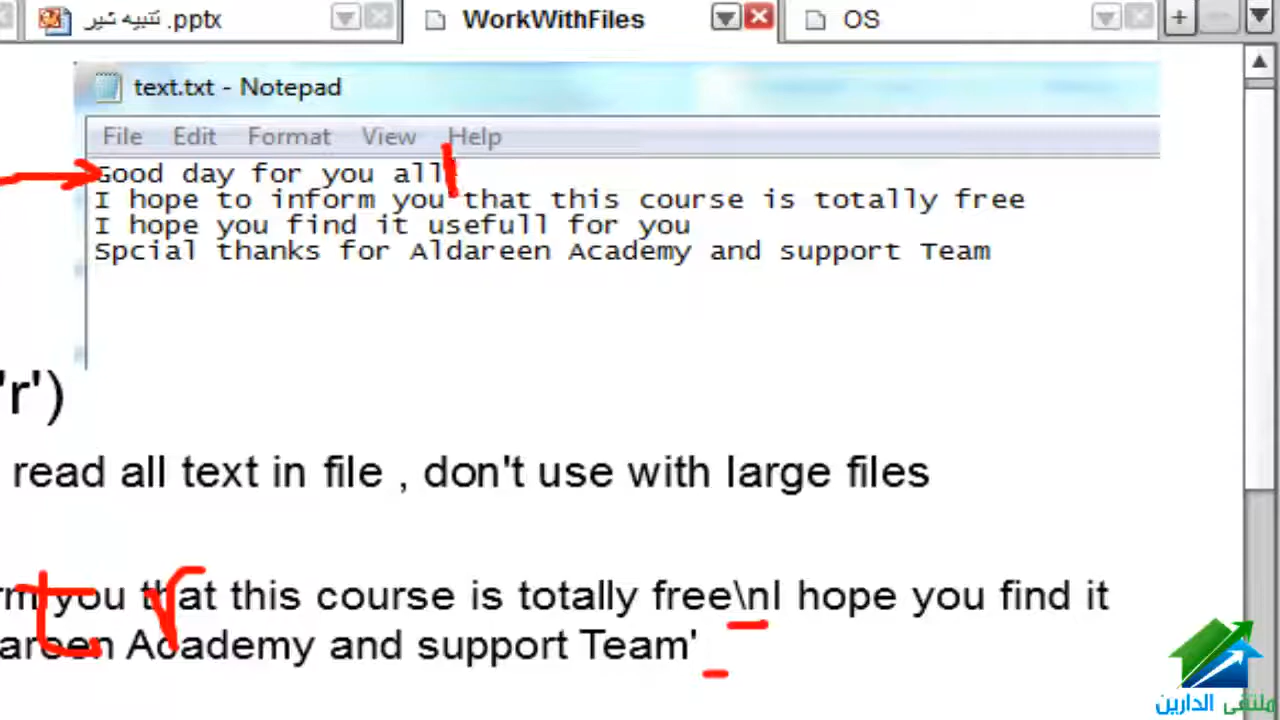 تنبيه نير .pptx WorkWithFiles OS
text.txt - Notepad
File Edit Format View Help
Good day for you all
I hope to inform you that this course is totally free
I hope you find it usefull for you
Spcial thanks for Aldareen Academy and support Team
'r')
read all text in file , don't use with large files
rm you that this course is totally free\nI hope you find it
areen Academy and support Team'
ملتقى الدارين